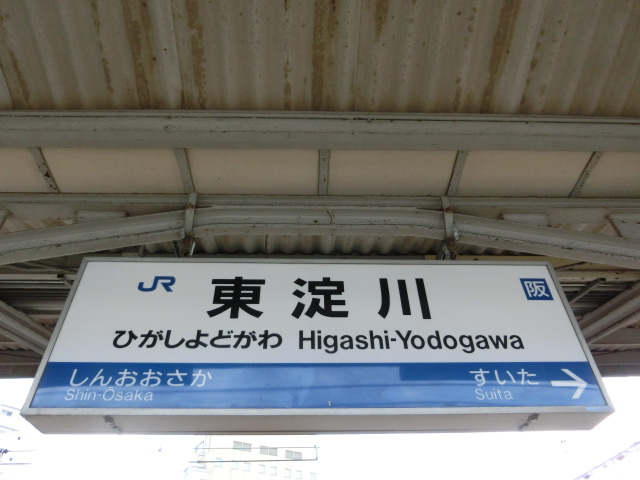 JR 東淀川 阪
ひがしよどがわ Higashi-Yodogawa
しんおおさか すいた
Shin-Osaka Suita